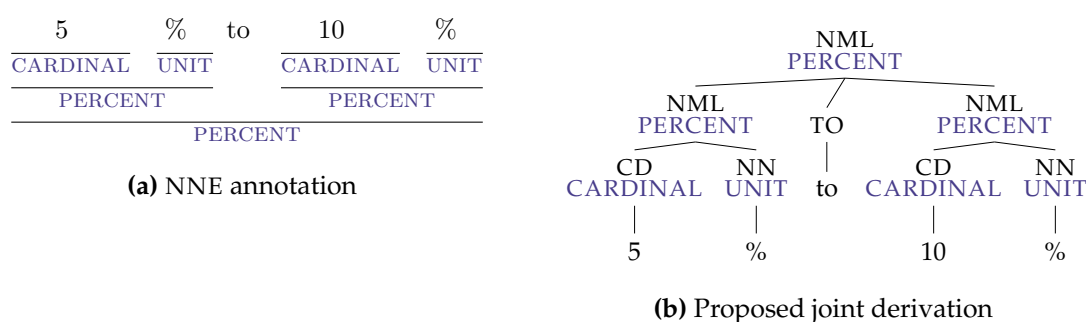 5 % to 10 %
CARDINAL UNIT CARDINAL UNIT
PERCENT PERCENT
PERCENT
(a) NNE annotation
NML
PERCENT
NML NML
PERCENT TO PERCENT
CD NN CD NN
CARDINAL UNIT to CARDINAL UNIT
5 % 10 %
(b) Proposed joint derivation